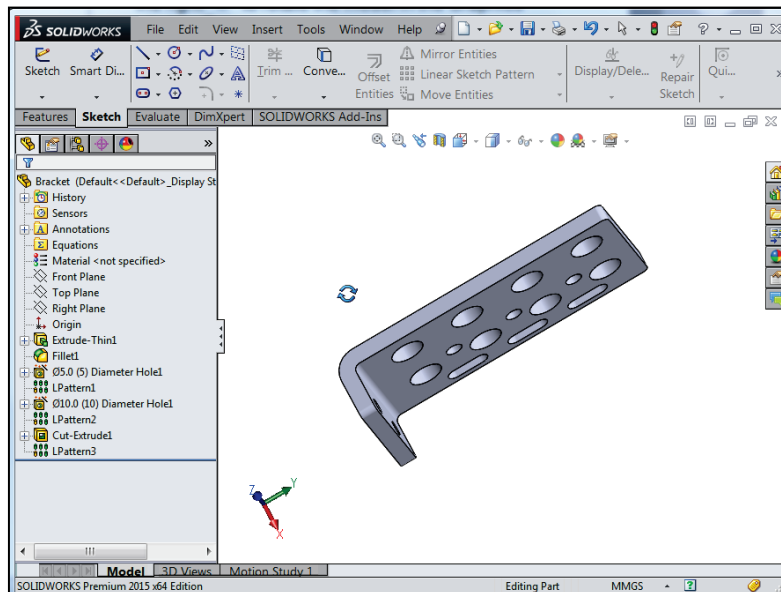 SOLIDWORKS File Edit View Insert Tools Window Help
Sketch Smart Di... Trim ... Conve... Offset Entities Mirror Entities Linear Sketch Pattern Move Entities Display/Dele... Repair Sketch Qui...
Features Sketch Evaluate DimXpert SOLIDWORKS Add-Ins
Bracket (Default<<Default>_Display St
History
Sensors
Annotations
Equations
Material <not specified>
Front Plane
Top Plane
Right Plane
Origin
Extrude-Thin1
Fillet1
Ø5.0 (5) Diameter Hole1
LPattern1
Ø10.0 (10) Diameter Hole1
LPattern2
Cut-Extrude1
LPattern3
Z Y
X
Model 3D Views Motion Study 1
SOLIDWORKS Premium 2015 x64 Edition Editing Part MMGS